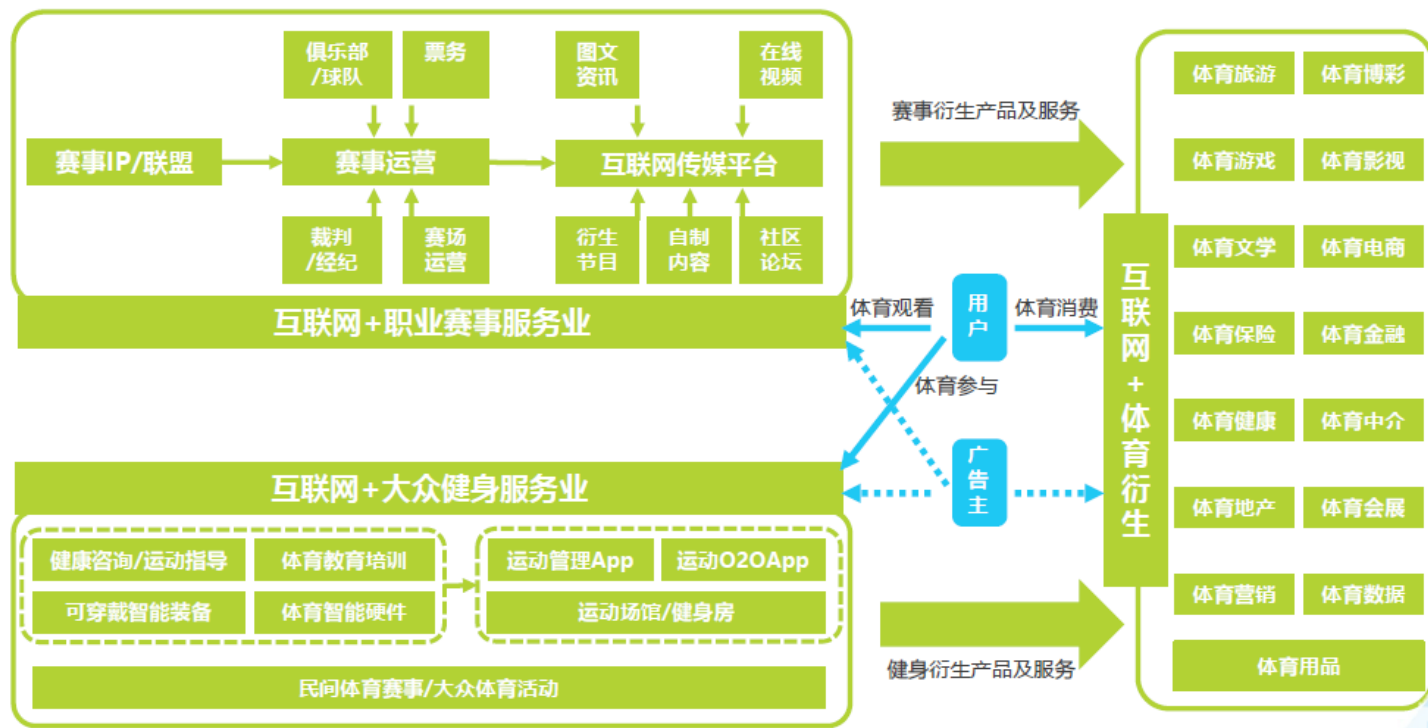 俱乐部
/球队
票务
图文
资讯
在线
视频
赛事IP/联盟
赛事运营
互联网传媒平台
裁判
/经纪
赛场
运营
衍生
节目
自制
内容
社区
论坛
互联网+职业赛事服务业
赛事衍生产品及服务
体育观看
用
户
体育消费
体育参与
广
告
主
互联网+大众健身服务业
健康咨询/运动指导
体育教育培训
可穿戴智能装备
体育智能硬件
运动管理App
运动O2OApp
运动场馆/健身房
民间体育赛事/大众体育活动
健身衍生产品及服务
互
联
网
+
体
育
衍
生
体育旅游
体育博彩
体育游戏
体育影视
体育文学
体育电商
体育保险
体育金融
体育健康
体育中介
体育地产
体育会展
体育营销
体育数据
体育用品